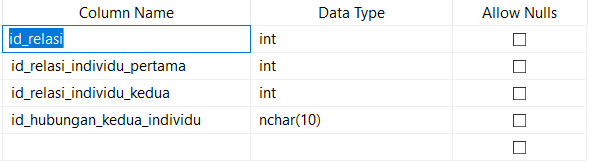 Column Name Data Type Allow Nulls
id_relasi int
id_relasi_individu_pertama int
id_relasi_individu_kedua int
id_hubungan_kedua_individu nchar(10)